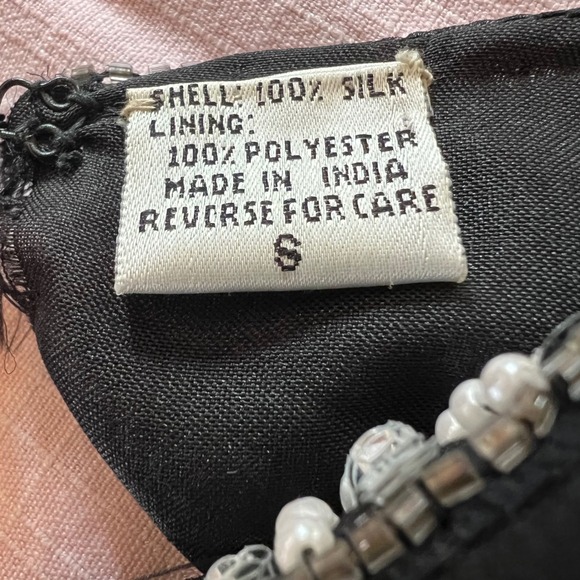 SHELL: 100% SILK
LINING:
100% POLYESTER
MADE IN INDIA
REVERSE FOR CARE
S